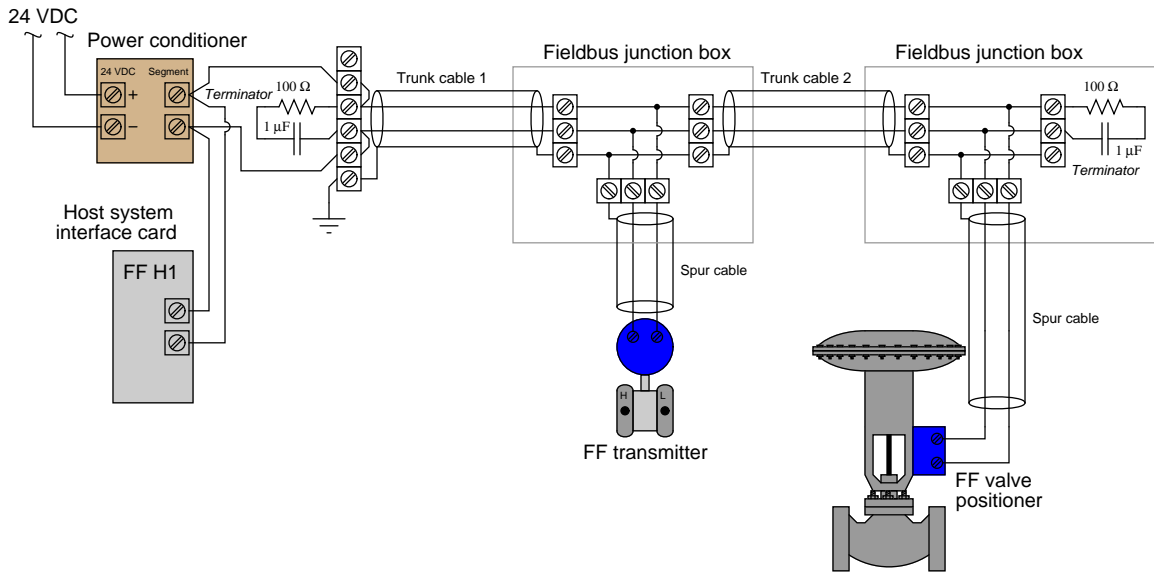 24 VDC
Power conditioner
24 VDC
Segment
+
−
Terminator
100 Ω
1 µF
Trunk cable 1
Fieldbus junction box
Trunk cable 2
Fieldbus junction box
100 Ω
1 µF
Terminator
Host system
interface card
FF H1
Spur cable
H
L
FF transmitter
Spur cable
FF valve
positioner